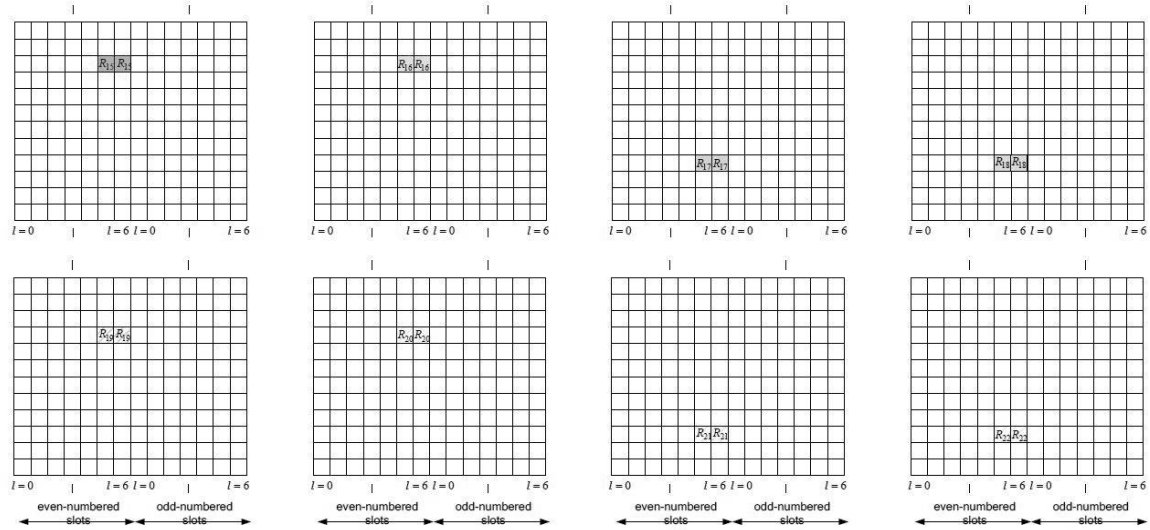 R15 R15 R16 R16
R17 R17 R18 R18
l = 0 l = 6 l = 0 l = 6 l = 0 l = 6 l = 0 l = 6 l = 0 l = 6 l = 0 l = 6 l = 0 l = 6 l = 0 l = 6
R19 R19 R20 R20
R21 R21 R22 R22
l = 0 l = 6 l = 0 l = 6 l = 0 l = 6 l = 0 l = 6 l = 0 l = 6 l = 0 l = 6 l = 0 l = 6 l = 0 l = 6
even-numbered odd-numbered even-numbered odd-numbered even-numbered odd-numbered even-numbered odd-numbered
slots slots slots slots slots slots slots slots